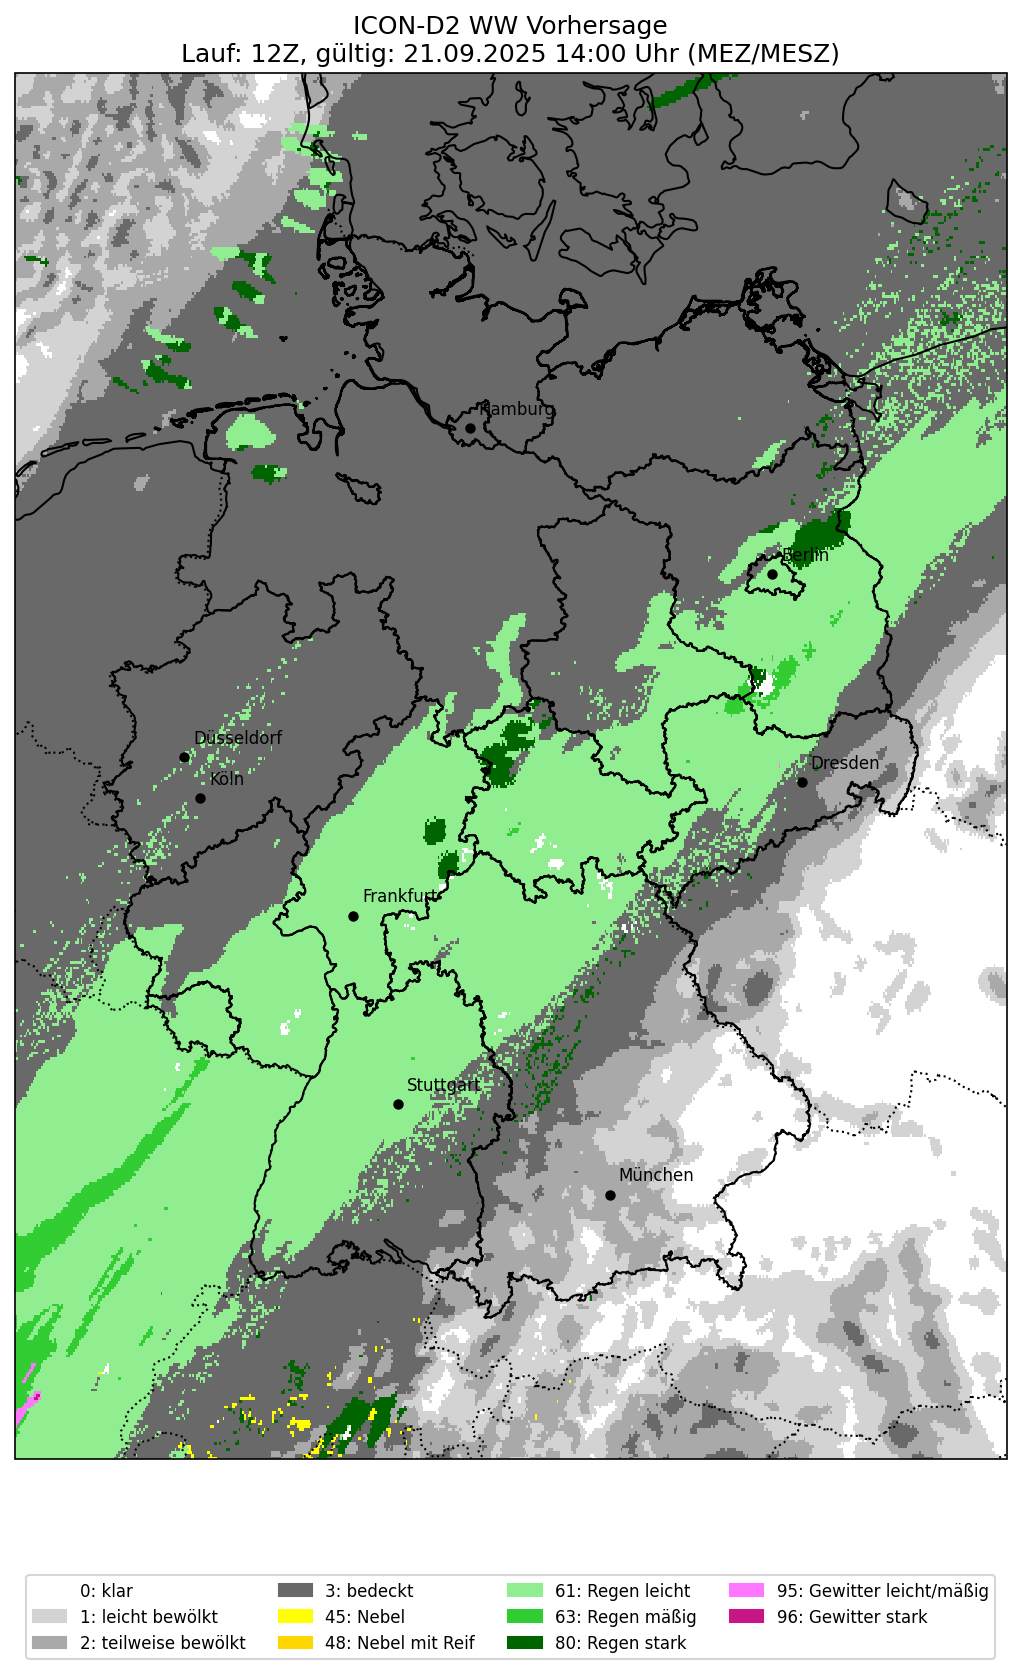 ICON-D2 WW Vorhersage
Lauf: 12Z, gültig: 21.09.2025 14:00 Uhr (MEZ/MESZ)
Hamburg
Berlin
Düsseldorf
Köln
Dresden
Frankfurt
Stuttgart
München
0: klar
1: leicht bewölkt
2: teilweise bewölkt
3: bedeckt
45: Nebel
48: Nebel mit Reif
61: Regen leicht
63: Regen mäßig
80: Regen stark
95: Gewitter leicht/mäßig
96: Gewitter stark